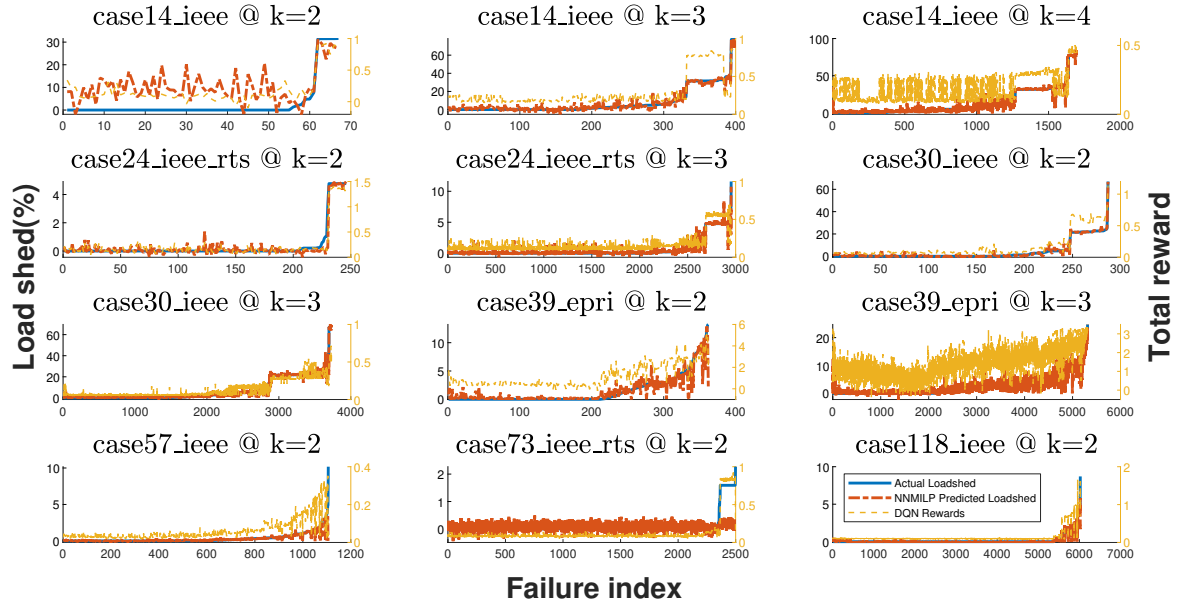 case14_ieee @ k=2
case14_ieee @ k=3
case14_ieee @ k=4
30
20
10
0
1
0.5
0
0 10 20 30 40 50 60 70
60
40
20
0
1
0.5
0
0 100 200 300 400
100
50
0
0.5
0
0 500 1000 1500 2000
case24_ieee_rts @ k=2
case24_ieee_rts @ k=3
case30_ieee @ k=2
4
2
0
1.5
1
0.5
0
0 50 100 150 200 250
10
5
0
1
0.5
0
0 500 1000 1500 2000 2500 3000
60
40
20
0
1
0.5
0
0 50 100 150 200 250 300
case30_ieee @ k=3
case39_epri @ k=2
case39_epri @ k=3
60
40
20
0
1
0.5
0
0 1000 2000 3000 4000
20
10
0
6
4
2
0
0 100 200 300 400
20
10
0
3
2
1
0
0 1000 2000 3000 4000 5000 6000
case57_ieee @ k=2
case73_ieee_rts @ k=2
case118_ieee @ k=2
10
5
0
0.4
0.2
0
0 200 400 600 800 1000 1200
2
1
0
1
0.5
0
0 500 1000 1500 2000 2500
10
5
0
2
1
0
0 1000 2000 3000 4000 5000 6000 7000
Actual Loadshed
NNMILP Predicted Loadshed
DQN Rewards
Load shed(%)
Total reward
Failure index